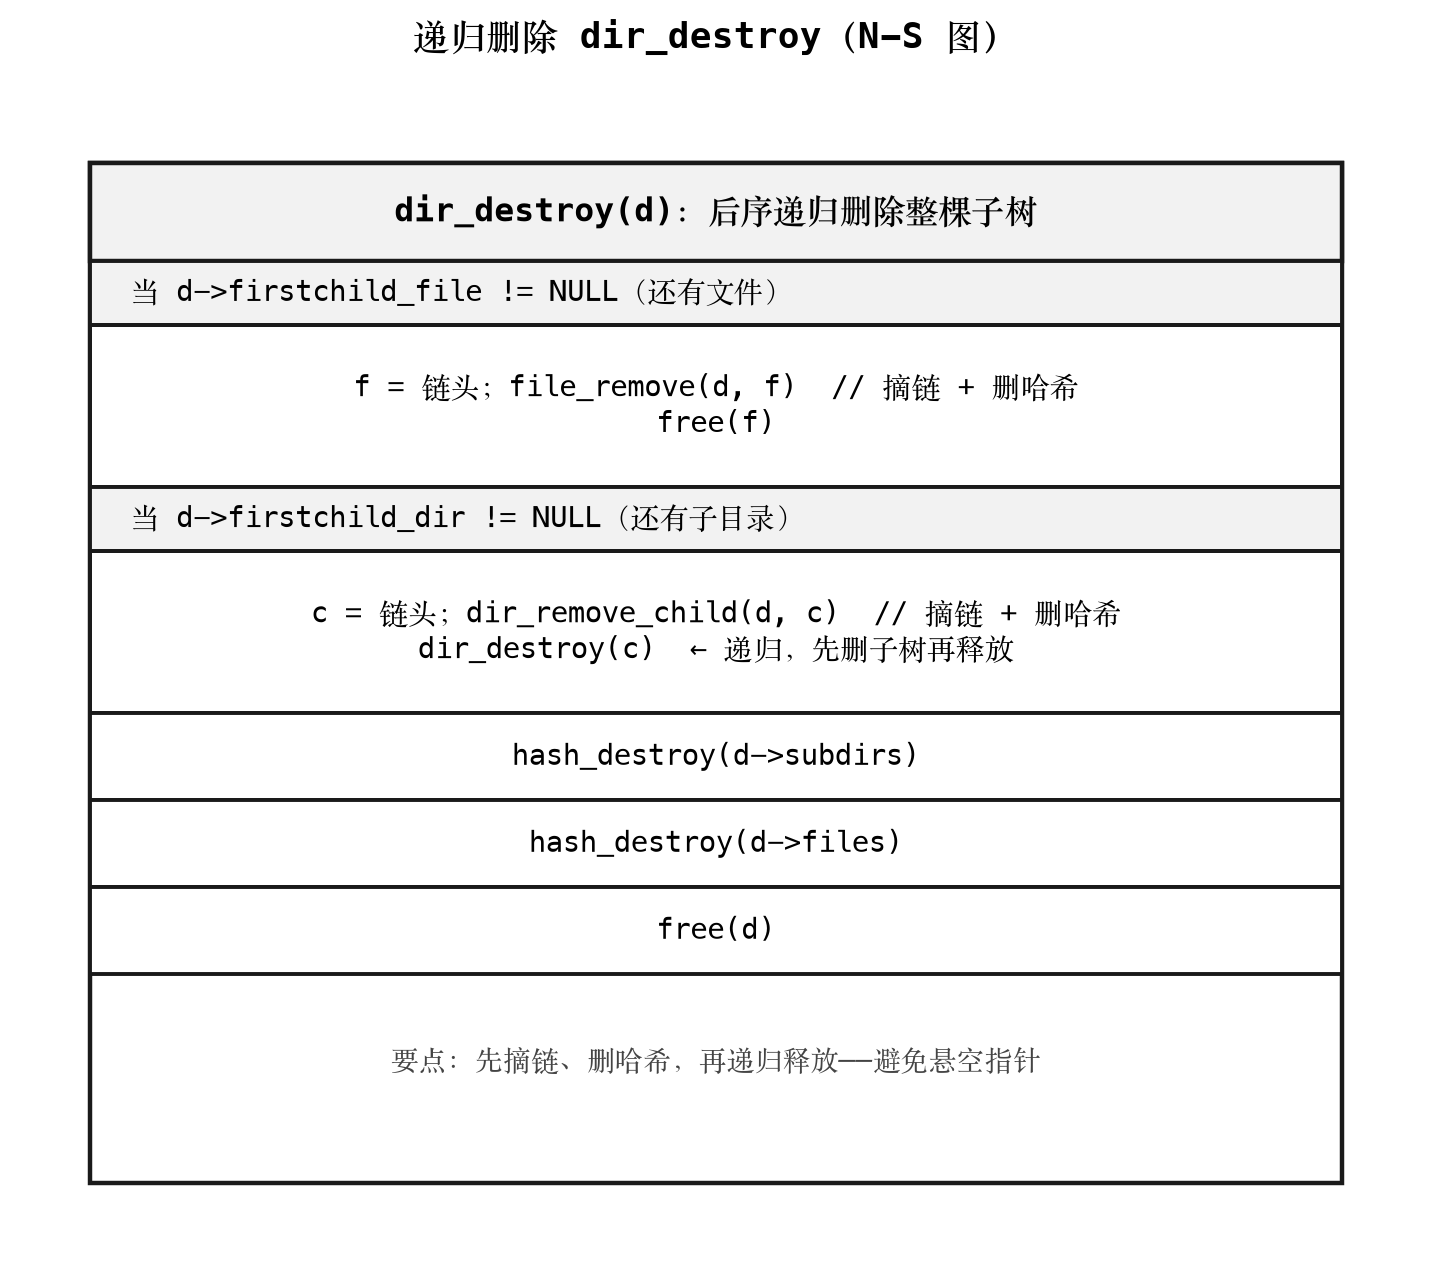 递归删除 dir_destroy（N−S 图）
dir_destroy(d)：后序递归删除整棵子树
当 d−>firstchild_file != NULL（还有文件）
f = 链头；file_remove(d, f)  // 摘链 + 删哈希
free(f)
当 d−>firstchild_dir != NULL（还有子目录）
c = 链头；dir_remove_child(d, c)  // 摘链 + 删哈希
dir_destroy(c)  ← 递归，先删子树再释放
hash_destroy(d−>subdirs)
hash_destroy(d−>files)
free(d)
要点：先摘链、删哈希，再递归释放——避免悬空指针